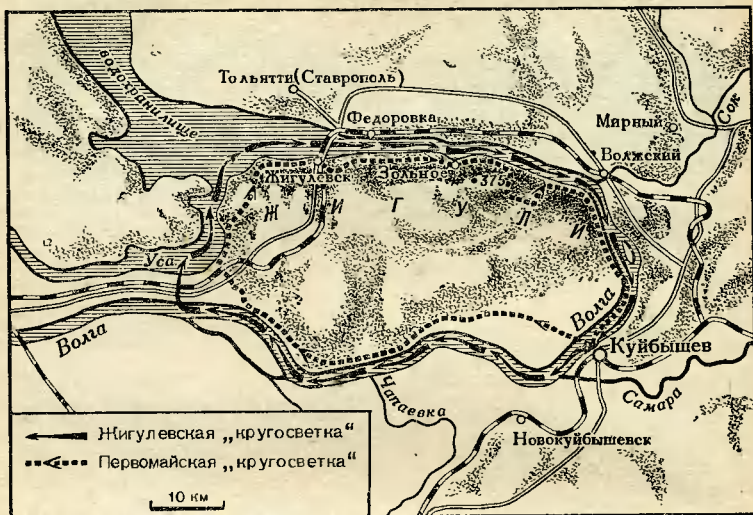 водохранилище
Тольятти (Ставрополь)
Федоровка
Сок
Мирный
Волжский
Жигулевск
Зольное
375
Ж И Г У Л И
Уса
Волга
Волга
Куйбышев
Чапаевка
Самара
Новокуйбышевск
Жигулевская „кругосветка“
Первомайская „кругосветка“
10 км